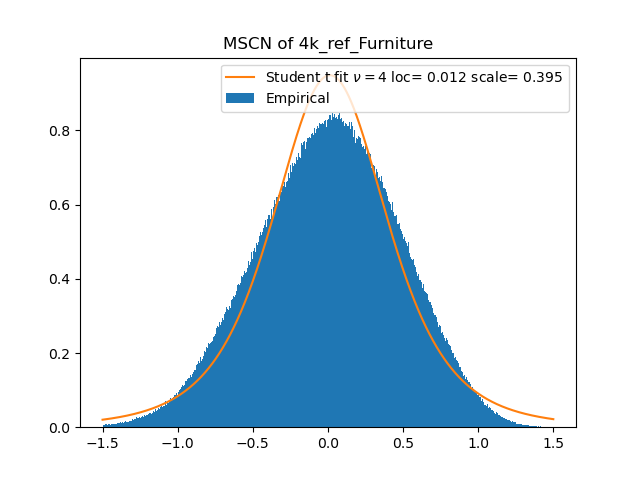 MSCN of 4k_ref_Furniture
Student-t fit ν = 4 loc= 0.012 scale= 0.395
Empirical
0.8
0.6
0.4
0.2
0.0
−1.5 −1.0 −0.5 0.0 0.5 1.0 1.5